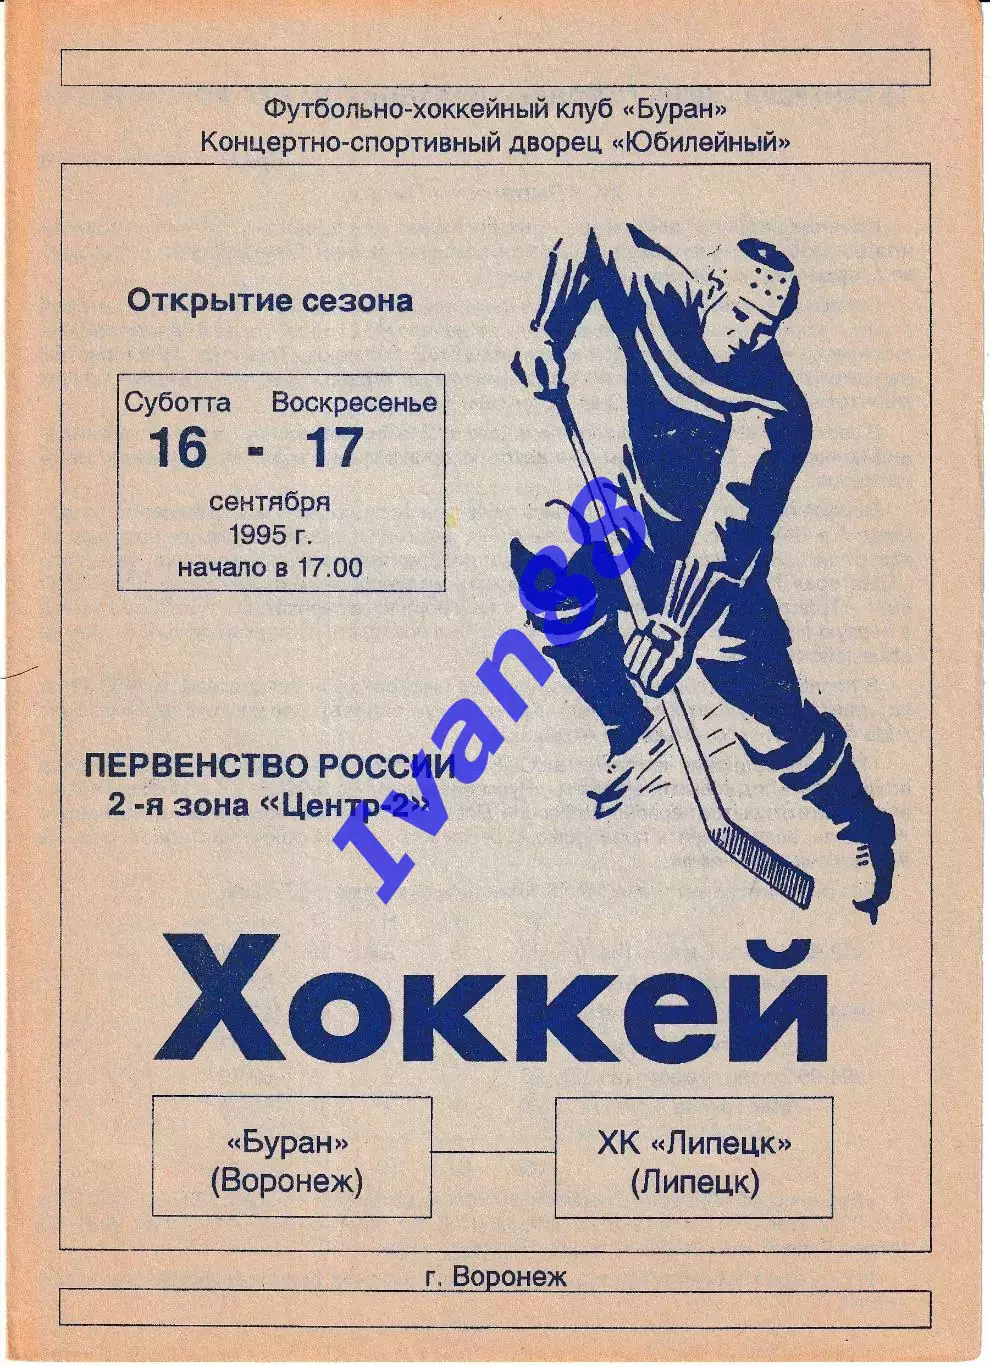 Футбольно-хоккейный клуб «Буран»
Концертно-спортивный дворец «Юбилейный»
Открытие сезона
Суботта Воскресенье
16 - 17
сентября
1995 г.
начало в 17.00
ПЕРВЕНСТВО РОССИИ
2 -я зона «Центр-2»
Ivan88
Хоккей
«Буран»
(Воронеж)
ХК «Липецк»
(Липецк)
г. Воронеж